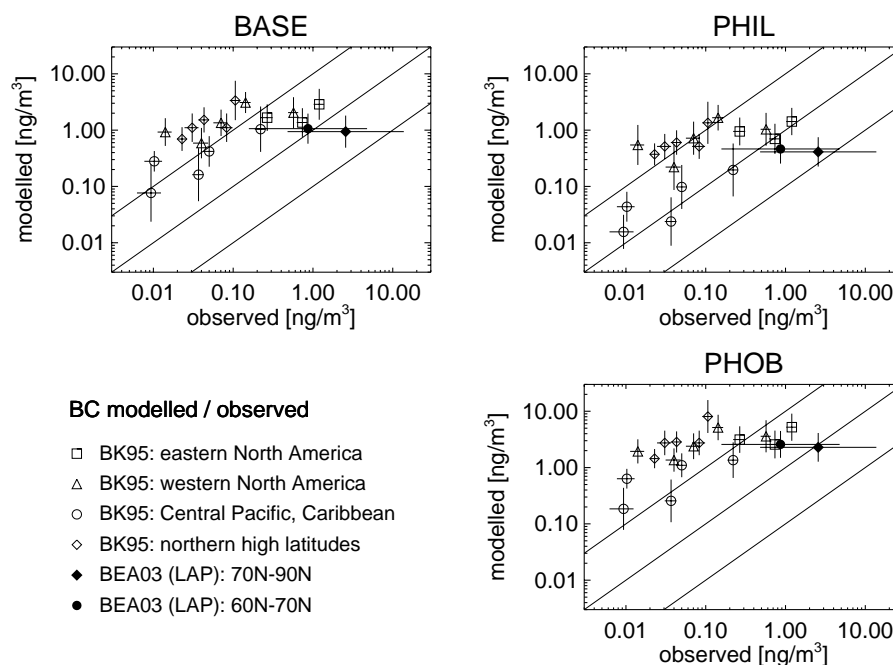 BASE
modelled [ng/m³]
10.00
1.00
0.10
0.01
0.01 0.10 1.00 10.00
observed [ng/m³]
PHIL
modelled [ng/m³]
10.00
1.00
0.10
0.01
0.01 0.10 1.00 10.00
observed [ng/m³]
BC modelled / observed
BK95: eastern North America
BK95: western North America
BK95: Central Pacific, Caribbean
BK95: northern high latitudes
BEA03 (LAP): 70N-90N
BEA03 (LAP): 60N-70N
PHOB
modelled [ng/m³]
10.00
1.00
0.10
0.01
0.01 0.10 1.00 10.00
observed [ng/m³]